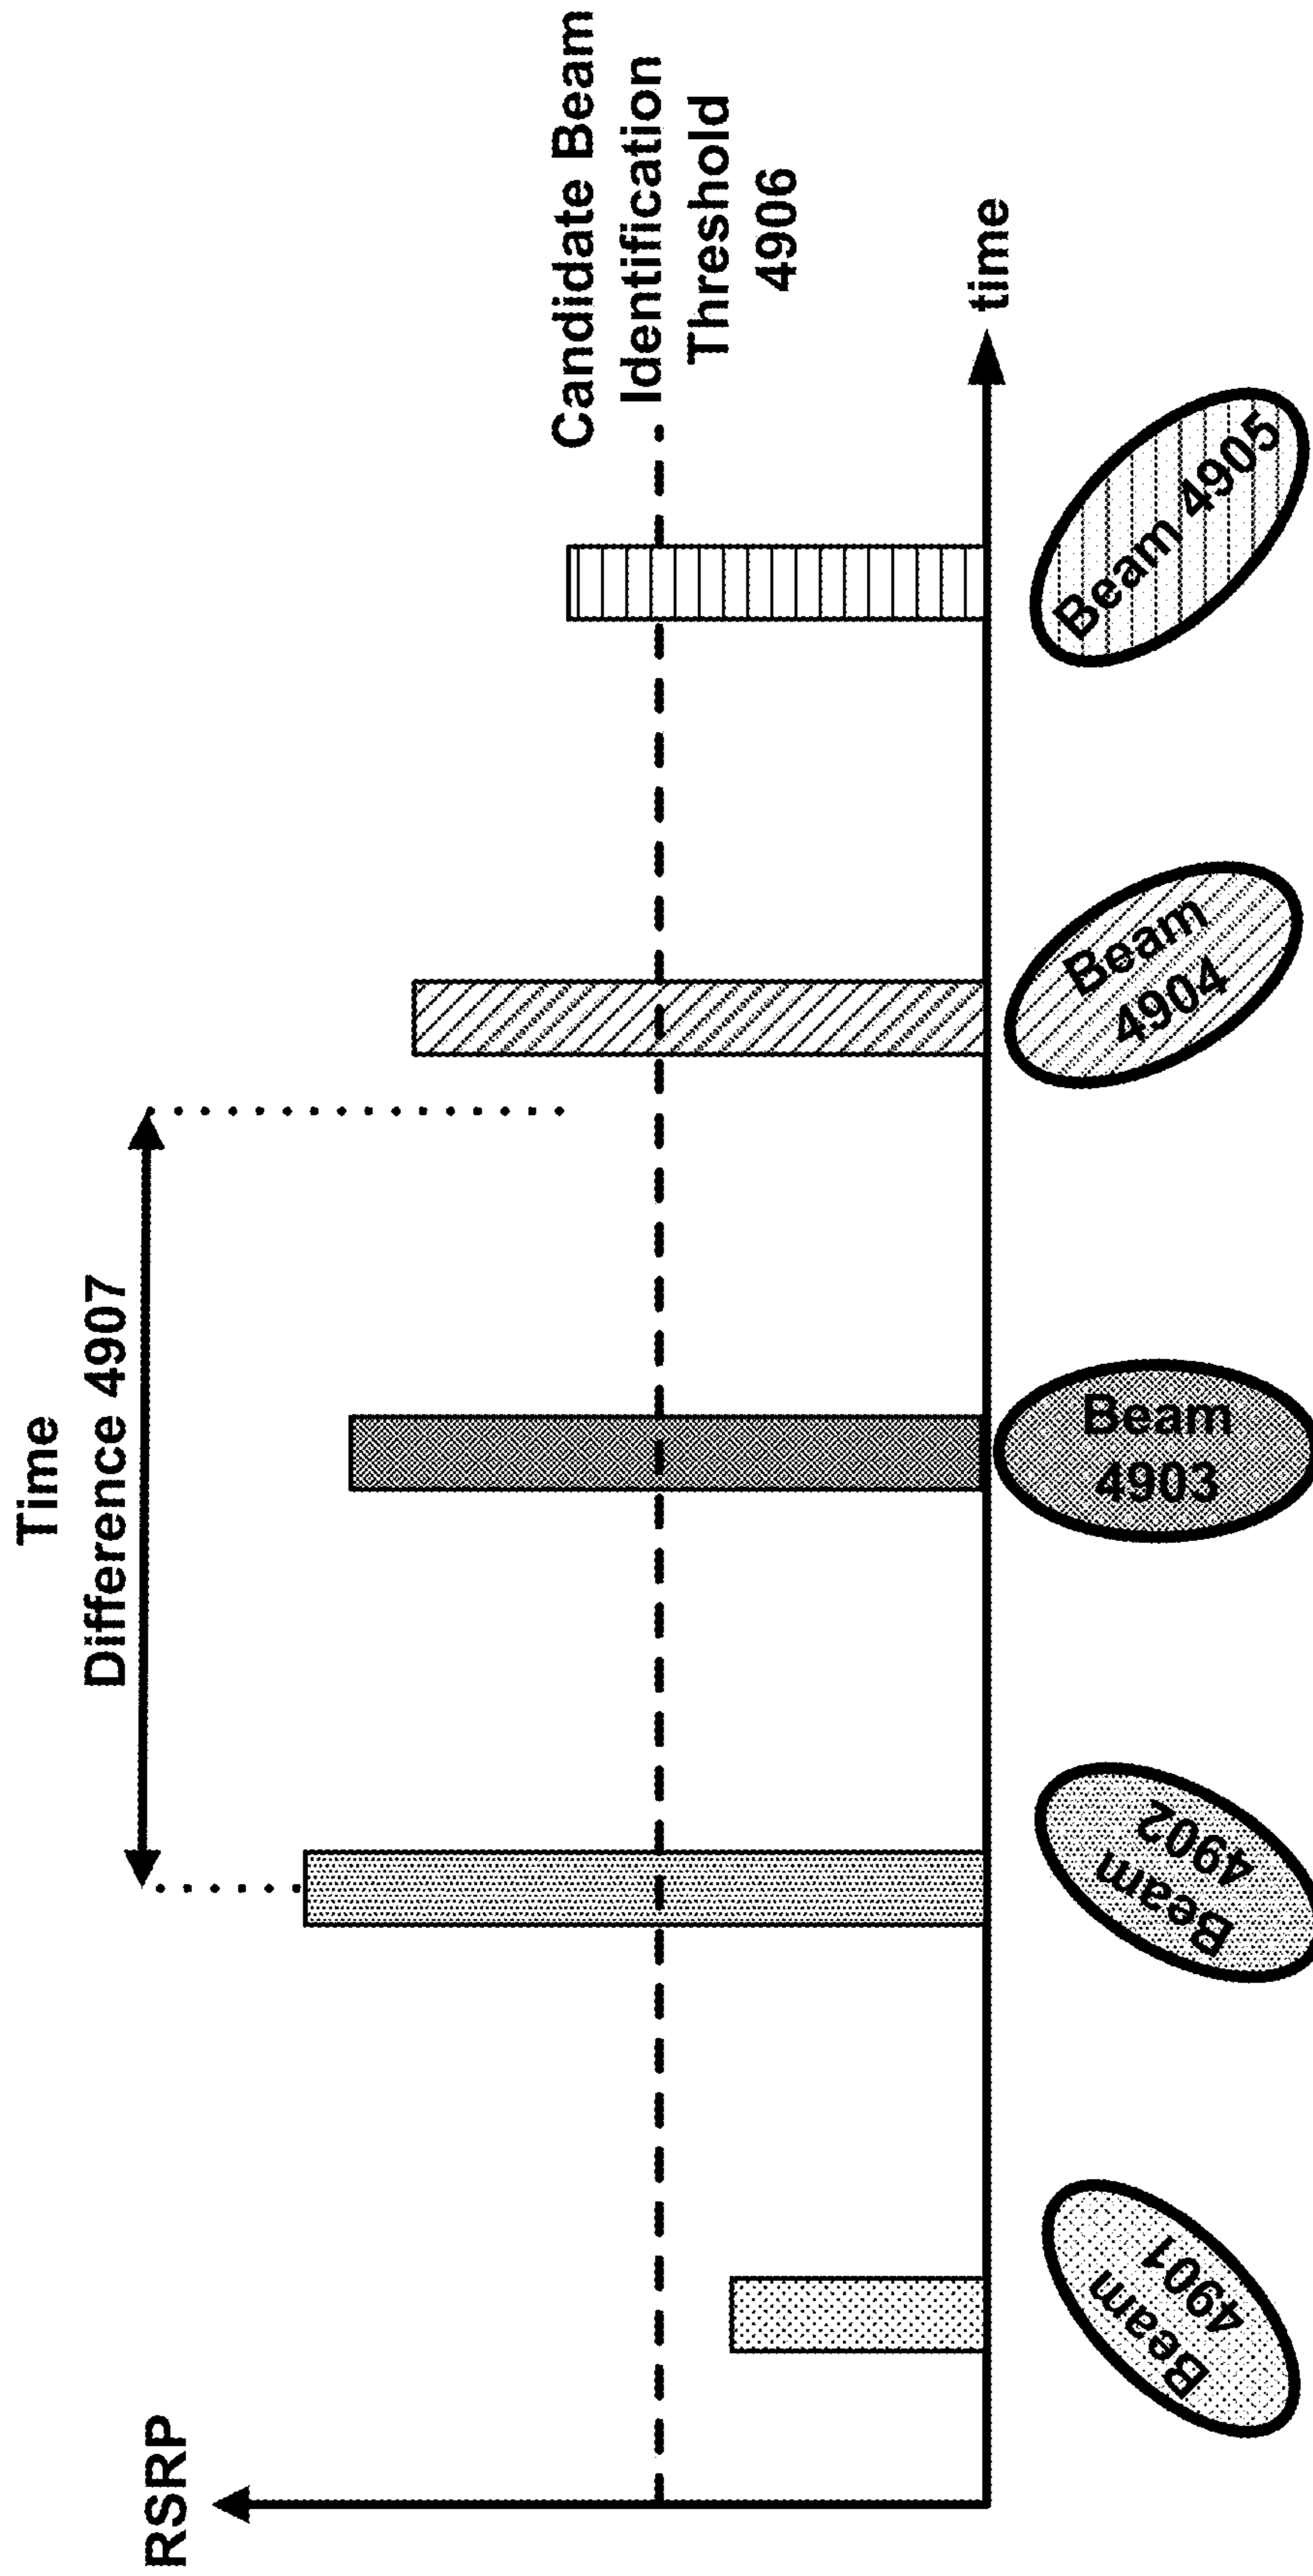 RSRP
Time
Difference 4907
Candidate Beam
Identification
Threshold
4906
time
Beam
4901
Beam
4902
Beam
4903
Beam
4904
Beam 4905